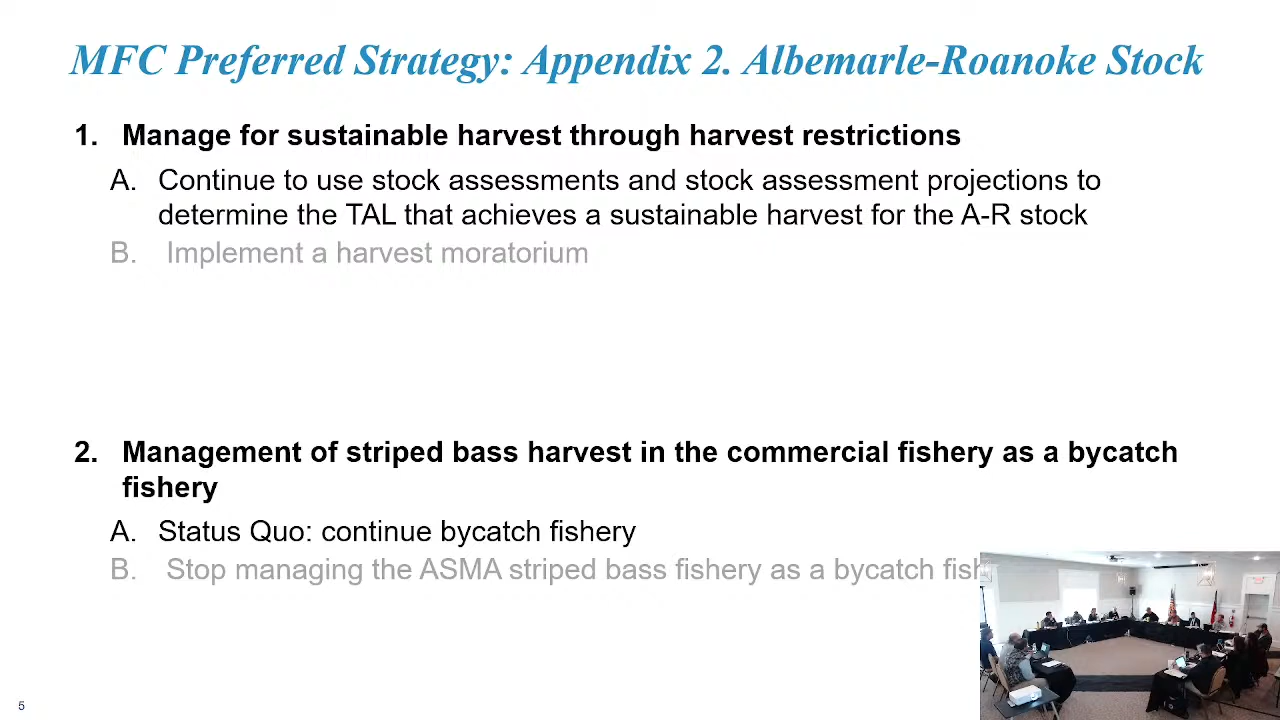 MFC Preferred Strategy: Appendix 2. Albemarle-Roanoke Stock
1. Manage for sustainable harvest through harvest restrictions
A. Continue to use stock assessments and stock assessment projections to
determine the TAL that achieves a sustainable harvest for the A-R stock
B. Implement a harvest moratorium
2. Management of striped bass harvest in the commercial fishery as a bycatch
fishery
A. Status Quo: continue bycatch fishery
B. Stop managing the ASMA striped bass fishery as a bycatch
5